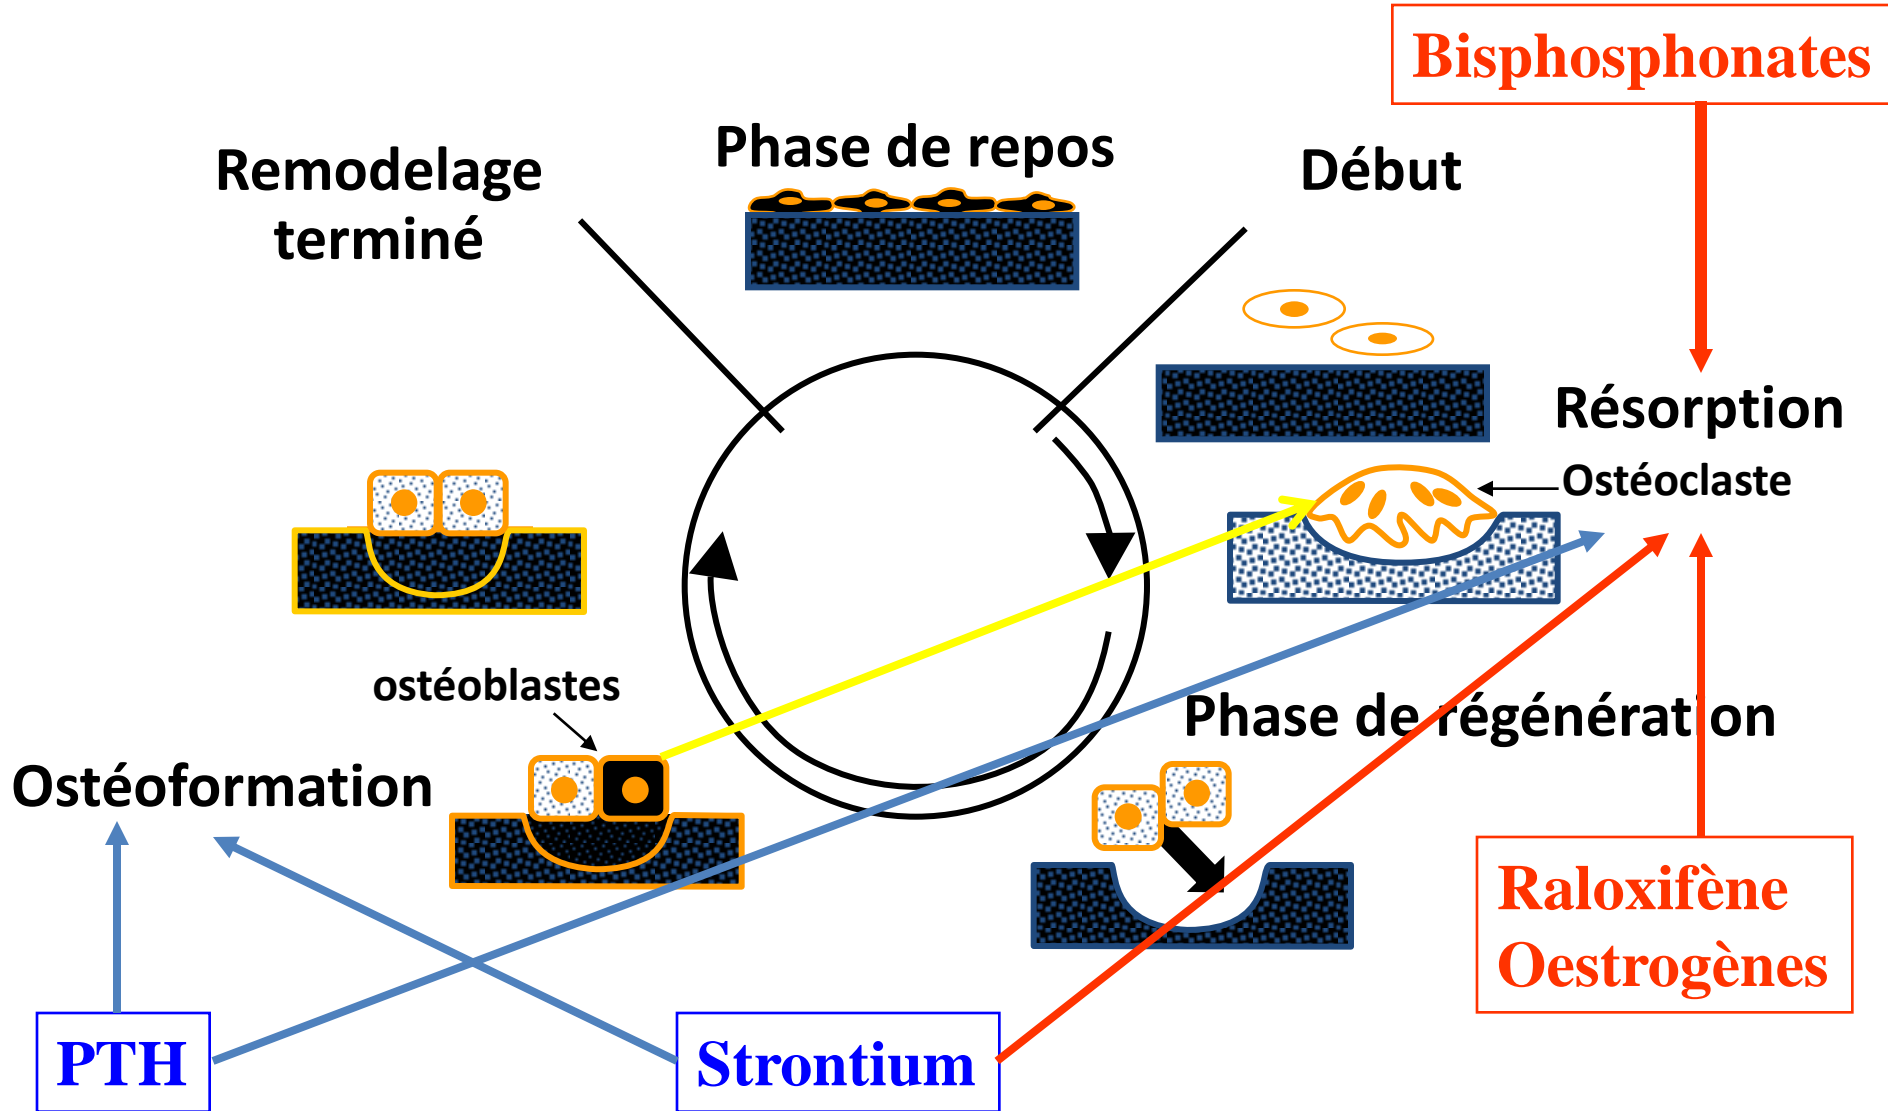 Bisphosphonates
Phase de repos
Remodelage
terminé
Début
Résorption
Ostéoclaste
ostéoblastes
Phase de régénération
Ostéoformation
Raloxifène
Oestrogènes
PTH
Strontium